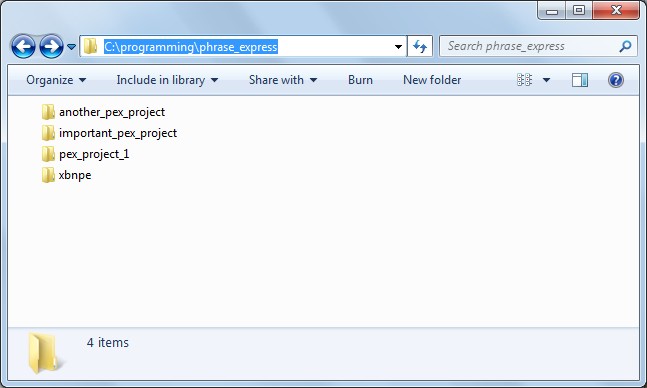 C:\programming\phrase_express Search phrase_express
Organize Include in library Share with Burn New folder
another_pex_project
important_pex_project
pex_project_1
xbnpe
4 items